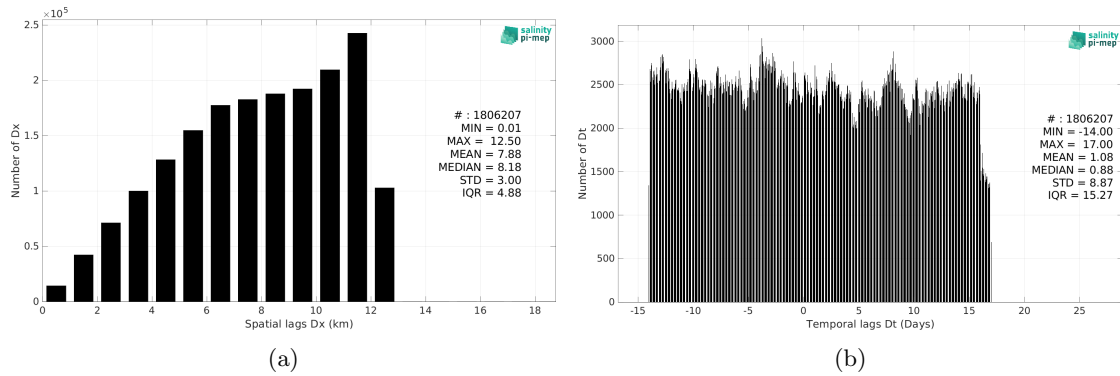 ×10⁵
2.5
2
1.5
1
0.5
0
Number of Dx
salinity
pi-mep
# : 1806207
MIN = 0.01
MAX = 12.50
MEAN = 7.88
MEDIAN = 8.18
STD = 3.00
IQR = 4.88
0 2 4 6 8 10 12 14 16 18
Spatial lags Dx (km)
(a)
3000
2500
2000
1500
1000
500
0
Number of Dt
salinity
pi-mep
# : 1806207
MIN = -14.00
MAX = 17.00
MEAN = 1.08
MEDIAN = 0.88
STD = 8.87
IQR = 15.27
-15 -10 -5 0 5 10 15 20 25
Temporal lags Dt (Days)
(b)